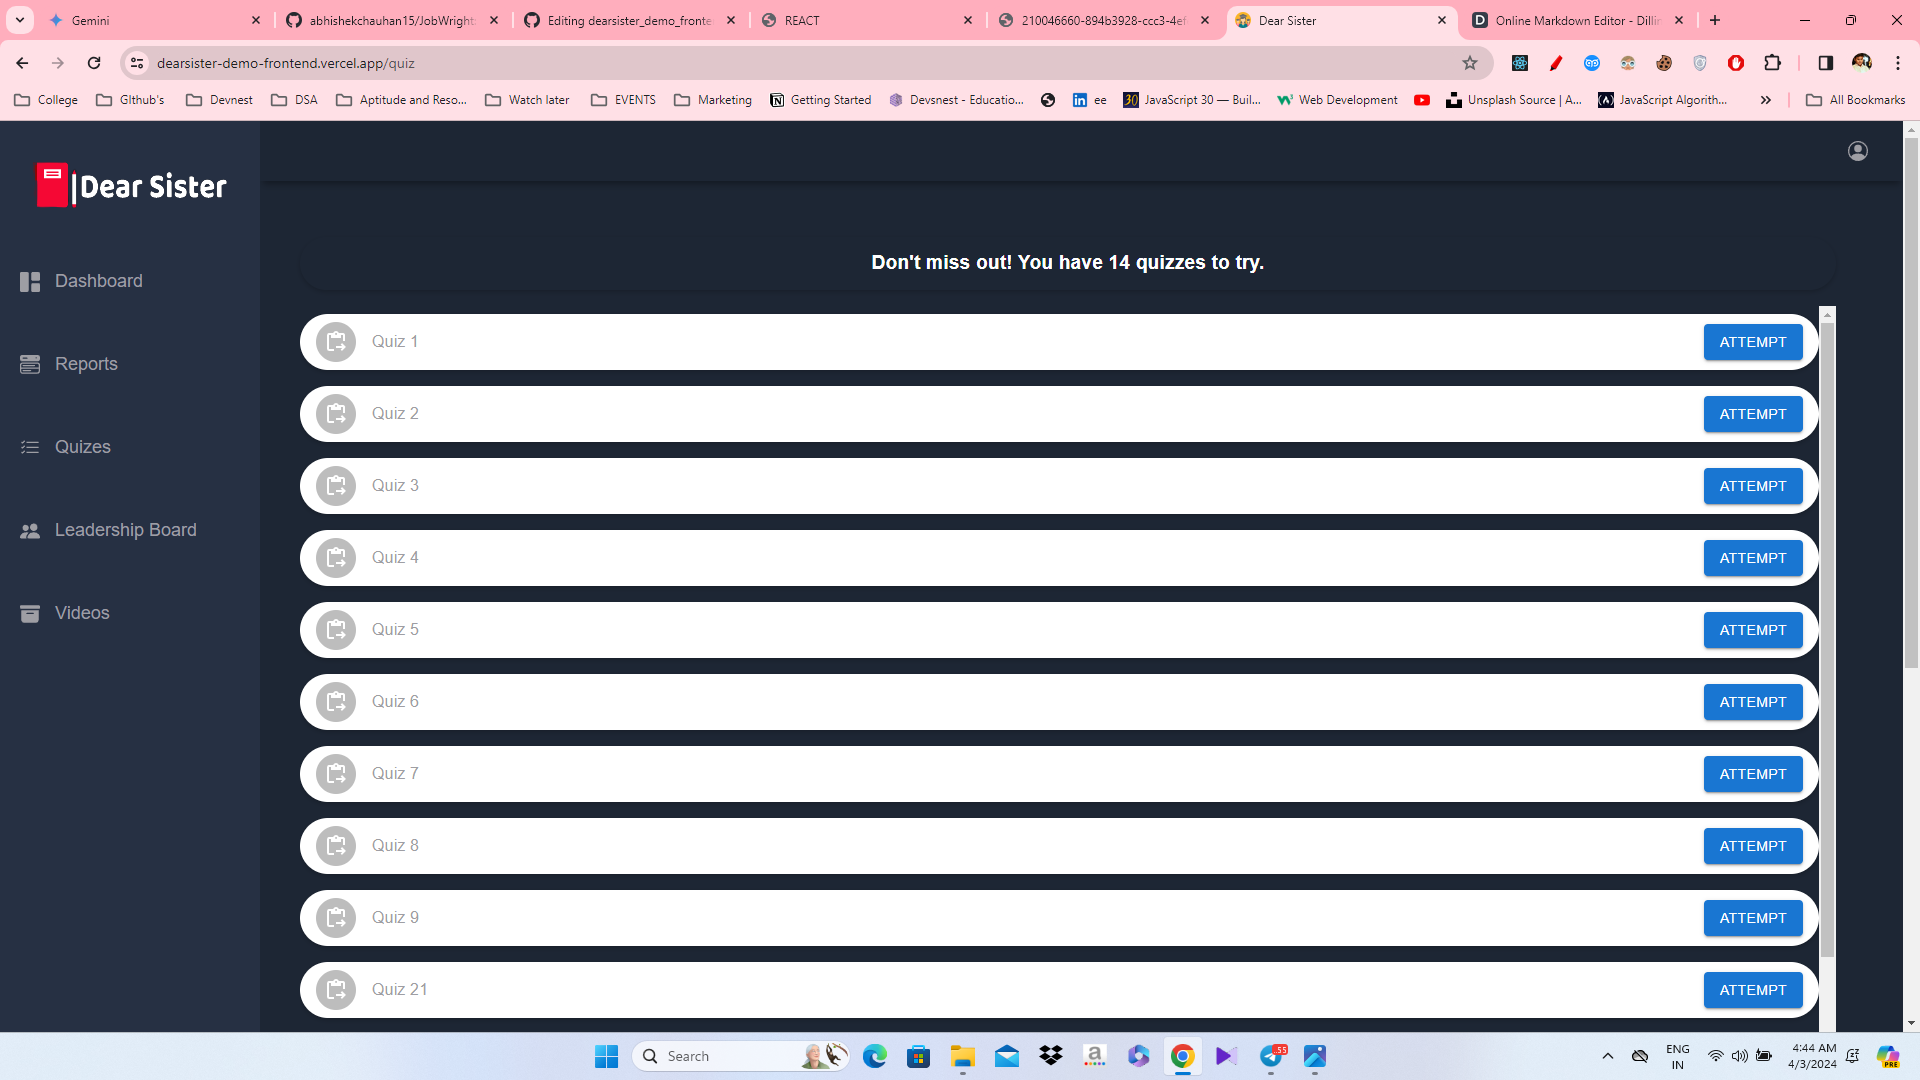 Gemini
abhishekchauhan15/JobWright
Editing dearsister_demo_fronte
REACT
210046660-894b3928-ccc3-4ef
Dear Sister
Online Markdown Editor - Dillin
dearsister-demo-frontend.vercel.app/quiz
College
GIthub's
Devnest
DSA
Aptitude and Reso...
Watch later
EVENTS
Marketing
Getting Started
Devsnest - Educatio...
ee
JavaScript 30 — Buil...
Web Development
Unsplash Source | A...
JavaScript Algorith...
All Bookmarks
Dear Sister
Dashboard
Reports
Quizes
Leadership Board
Videos
Don't miss out! You have 14 quizzes to try.
Quiz 1 ATTEMPT
Quiz 2 ATTEMPT
Quiz 3 ATTEMPT
Quiz 4 ATTEMPT
Quiz 5 ATTEMPT
Quiz 6 ATTEMPT
Quiz 7 ATTEMPT
Quiz 8 ATTEMPT
Quiz 9 ATTEMPT
Quiz 21 ATTEMPT
Search
ENG
IN
4:44 AM
4/3/2024